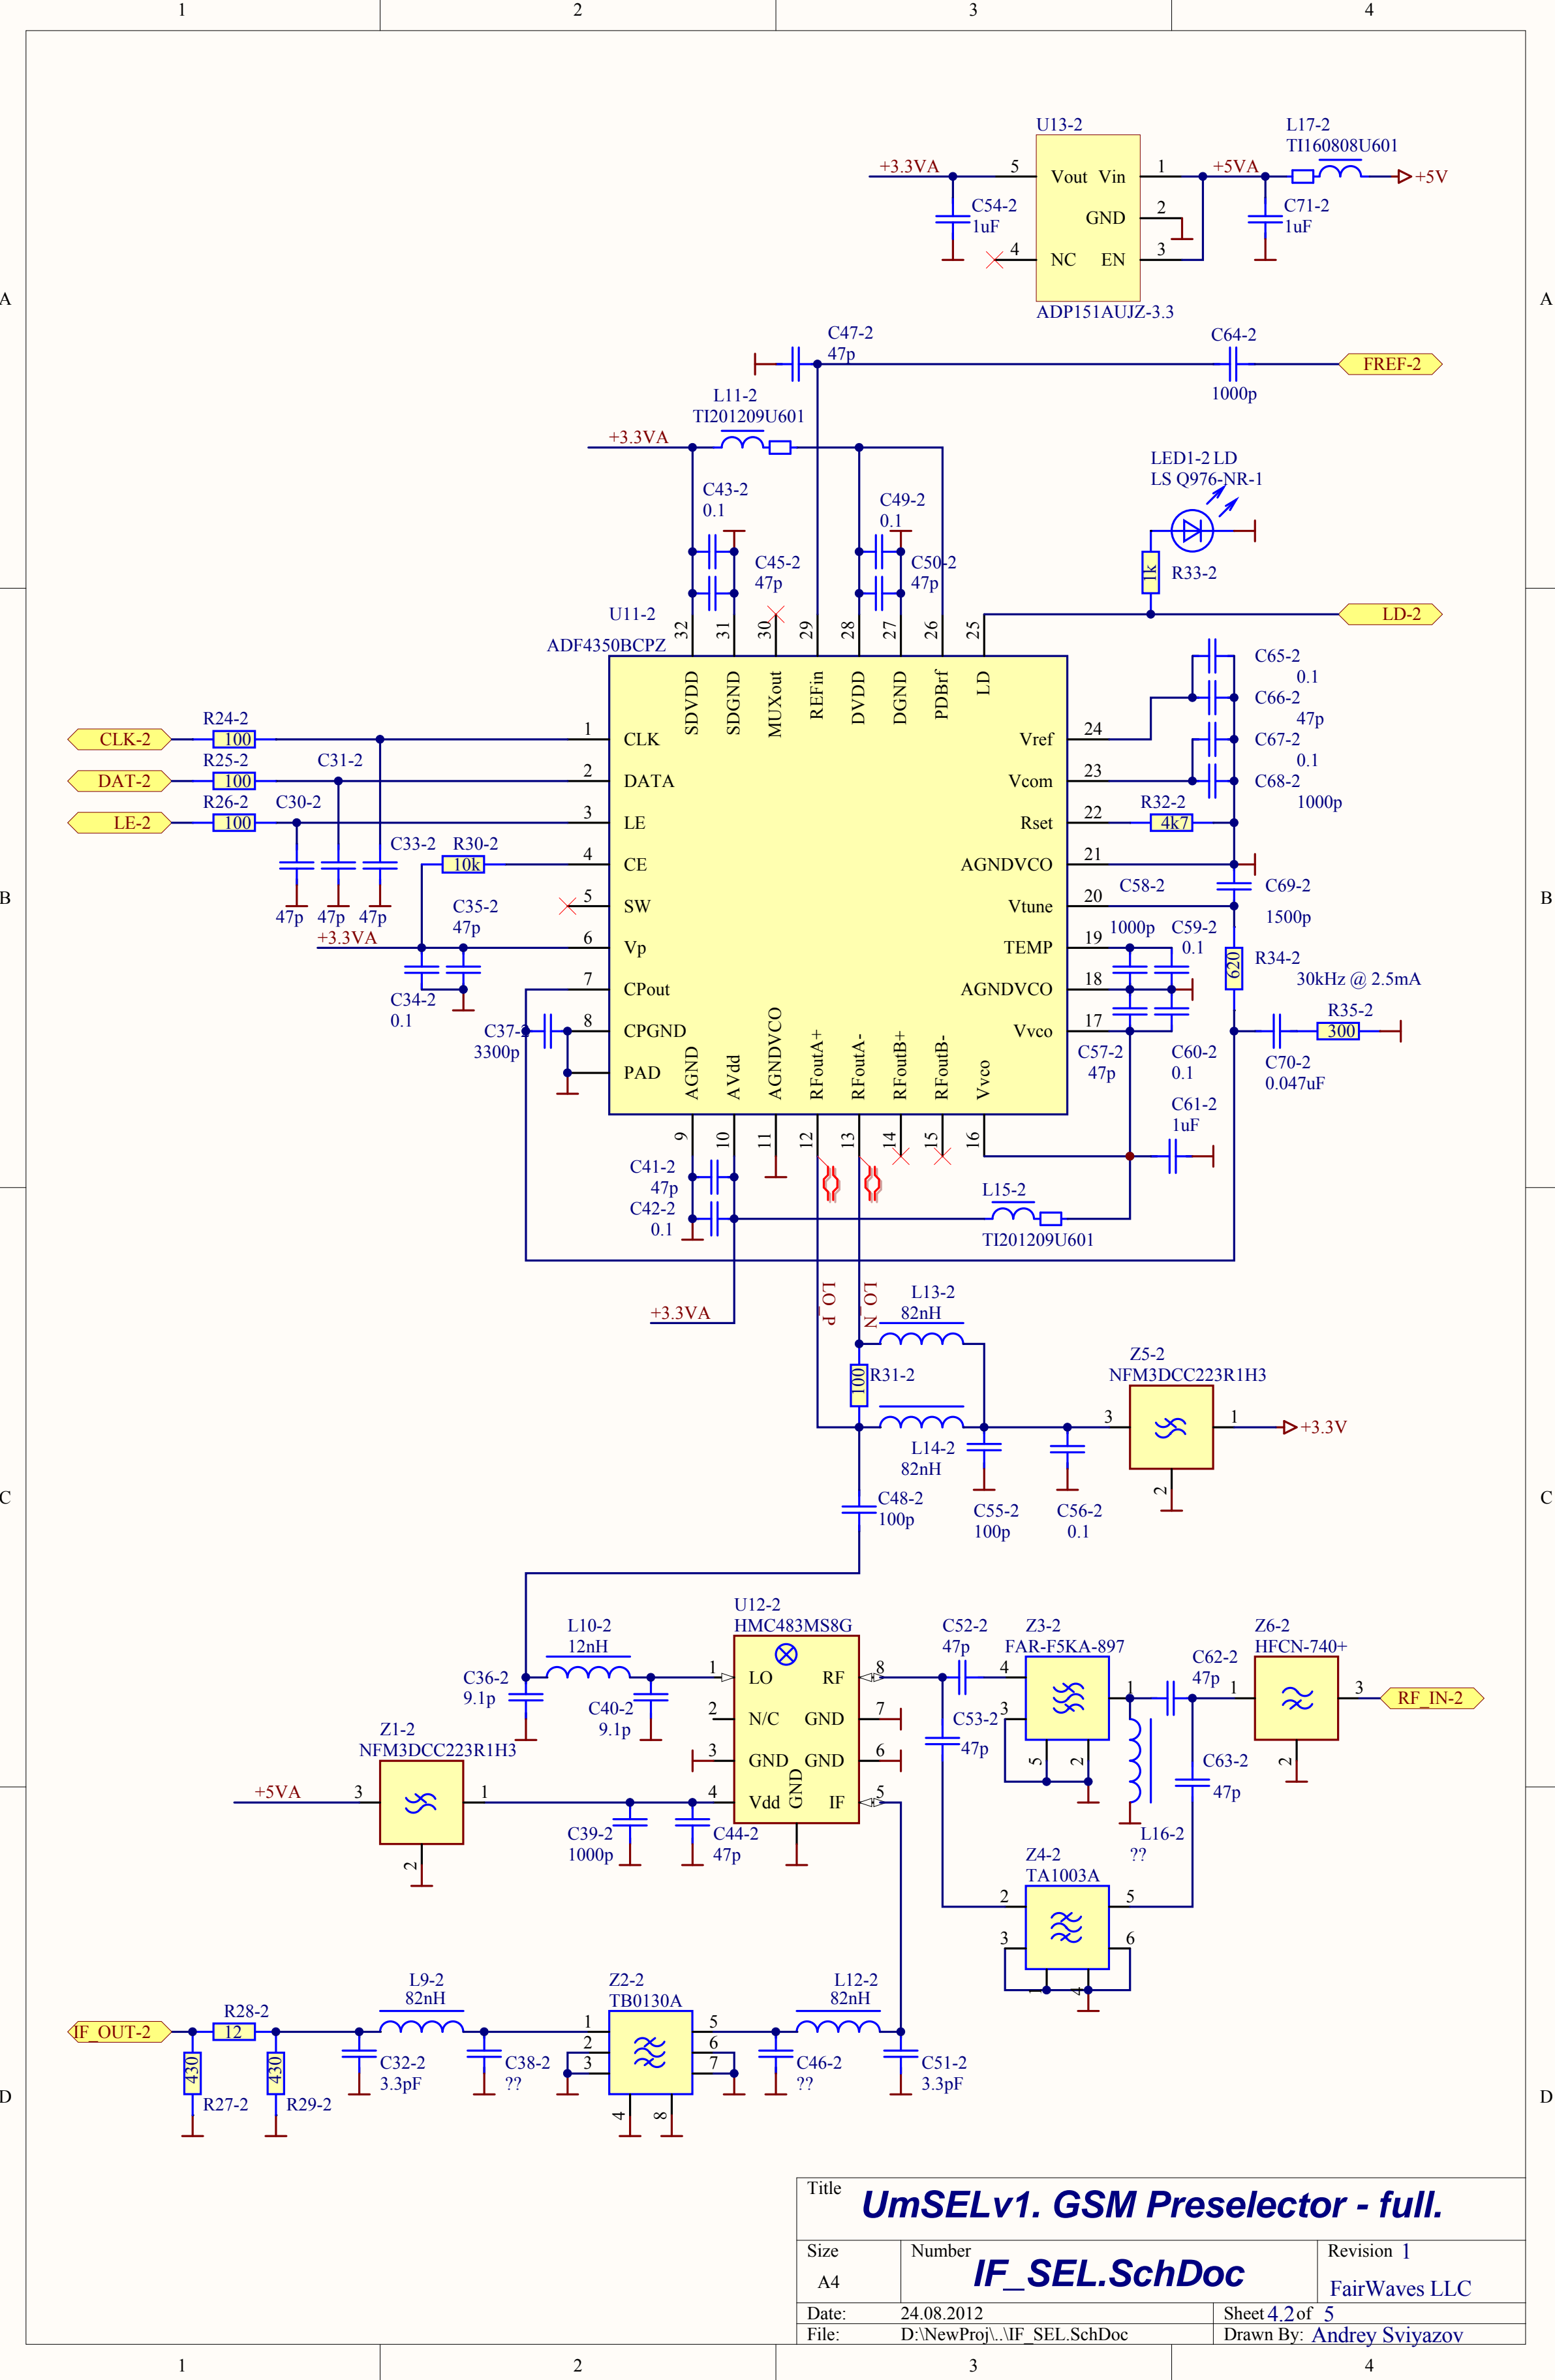 1 2 3 4
U13-2
L17-2
TI160808U601
+3.3VA 5 Vout Vin 1 +5VA +5V
C54-2
1uF
GND 2
C71-2
1uF
4 NC EN 3
ADP151AUJZ-3.3
A A
C47-2
47p
C64-2
1000p
FREF-2
L11-2
TI201209U601
+3.3VA
LED1-2 LD
LS Q976-NR-1
C43-2
0.1
C49-2
0.1
C45-2
47p
C50-2
47p
1k R33-2
LD-2
U11-2
ADF4350BCPZ
32 31 30 29 28 27 26 25
SDVDD SDGND MUXout REFin DVDD DGND PDBrf LD
C65-2
0.1
C66-2
47p
C67-2
0.1
C68-2
1000p
CLK-2 R24-2 100 1 CLK
DAT-2 R25-2 100 C31-2 2 DATA
LE-2 R26-2 100 C30-2 3 LE
C33-2 R30-2 10k 4 CE
5 SW
47p 47p 47p
C35-2
47p
+3.3VA 6 Vp
7 CPout
C34-2
0.1
C37-2
3300p
8 CPGND
PAD
Vref 24
Vcom 23
Rset 22 R32-2 4k7
AGNDVCO 21
Vtune 20
TEMP 19
AGNDVCO 18
Vvco 17
B B
C58-2
1000p
C69-2
1500p
C59-2
0.1
620 R34-2
30kHz @ 2.5mA
R35-2
300
C70-2
0.047uF
C57-2
47p
C60-2
0.1
C61-2
1uF
AGND AVdd AGNDVCO RFoutA+ RFoutA- RFoutB+ RFoutB- Vvco
9 10 11 12 13 14 15 16
C41-2
47p
C42-2
0.1
L15-2
TI201209U601
+3.3VA
LO_P LO_N
L13-2
82nH
100 R31-2
L14-2
82nH
Z5-2
NFM3DCC223R1H3
3 1 +3.3V
2
C48-2
100p
C55-2
100p
C56-2
0.1
C C
U12-2
HMC483MS8G
L10-2
12nH
C36-2
9.1p
C40-2
9.1p
1 LO RF 8
2 N/C GND 7
3 GND GND 6
4 Vdd GND IF 5
C52-2
47p
Z3-2
FAR-F5KA-897
4 1
3
5 2
C62-2
47p
Z6-2
HFCN-740+
1 3 RF_IN-2
2
C53-2
47p
C63-2
47p
L16-2
??
Z1-2
NFM3DCC223R1H3
+5VA 3 1
2
C39-2
1000p
C44-2
47p
Z4-2
TA1003A
2 5
3 6
1 4
IF_OUT-2
R28-2
12
430 R27-2
430 R29-2
L9-2
82nH
C32-2
3.3pF
C38-2
??
Z2-2
TB0130A
1 5
2 6
3 7
4 8
L12-2
82nH
C46-2
??
C51-2
3.3pF
D D
Title UmSELv1. GSM Preselector - full.
Size Number Revision 1
A4 IF_SEL.SchDoc FairWaves LLC
Date: 24.08.2012 Sheet 4.2 of 5
File: D:\NewProj\..\IF_SEL.SchDoc Drawn By: Andrey Sviyazov
1 2 3 4